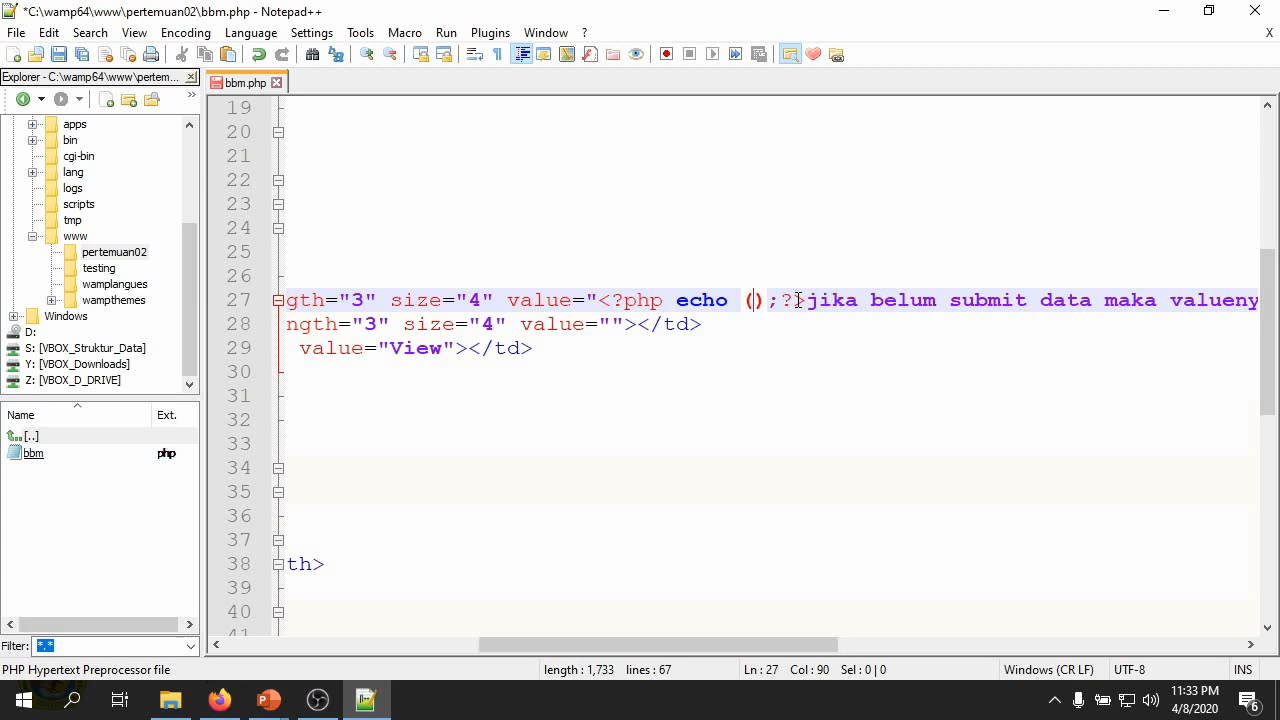 *C:\wamp64\www\pertemuan02\bbm.php - Notepad++
File Edit Search View Encoding Language Settings Tools Macro Run Plugins Window ? X
Explorer - C:\wamp64\www\pertem...
bbm.php
apps
bin
cgi-bin
lang
logs
scripts
tmp
www
pertemuan02
testing
wamplangues
wampthemes
Windows
D:
S: [VBOX_Struktur_Data]
Y: [VBOX_Downloads]
Z: [VBOX_D_DRIVE]
Name Ext.
[..]
bbm php
Filter: *.*
19
20
21
22
23
24
25
26
27 gth="3" size="4" value="<?php echo ();?>jika belum submit data maka valueny
28 ngth="3" size="4" value=""></td>
29 value="View"></td>
30
31
32
33
34
35
36
37
38 th>
39
40
41
PHP Hypertext Preprocessor file length : 1,733 lines : 67 Ln : 27 Col : 90 Sel : 0 | 0 Windows (CR LF) UTF-8 INS
11:33 PM
4/8/2020
6